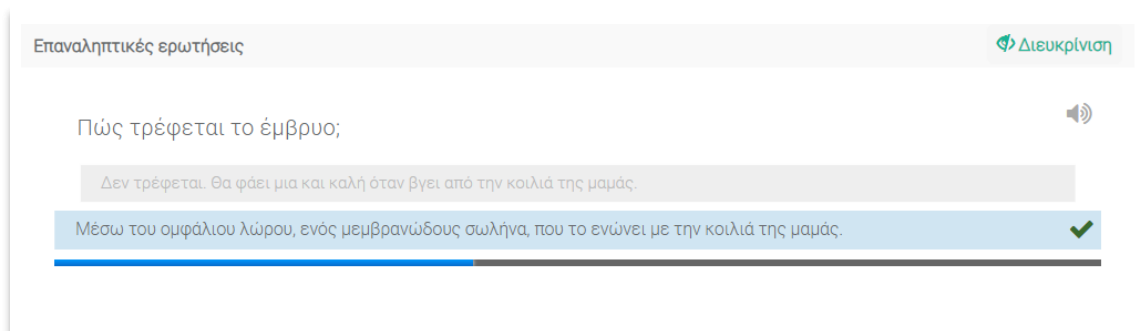 Επαναληπτικές ερωτήσεις
Διευκρίνιση
Πώς τρέφεται το έμβρυο;
Δεν τρέφεται. Θα φάει μια και καλή όταν βγει από την κοιλιά της μαμάς.
Μέσω του ομφάλιου λώρου, ενός μεμβρανώδους σωλήνα, που το ενώνει με την κοιλιά της μαμάς.